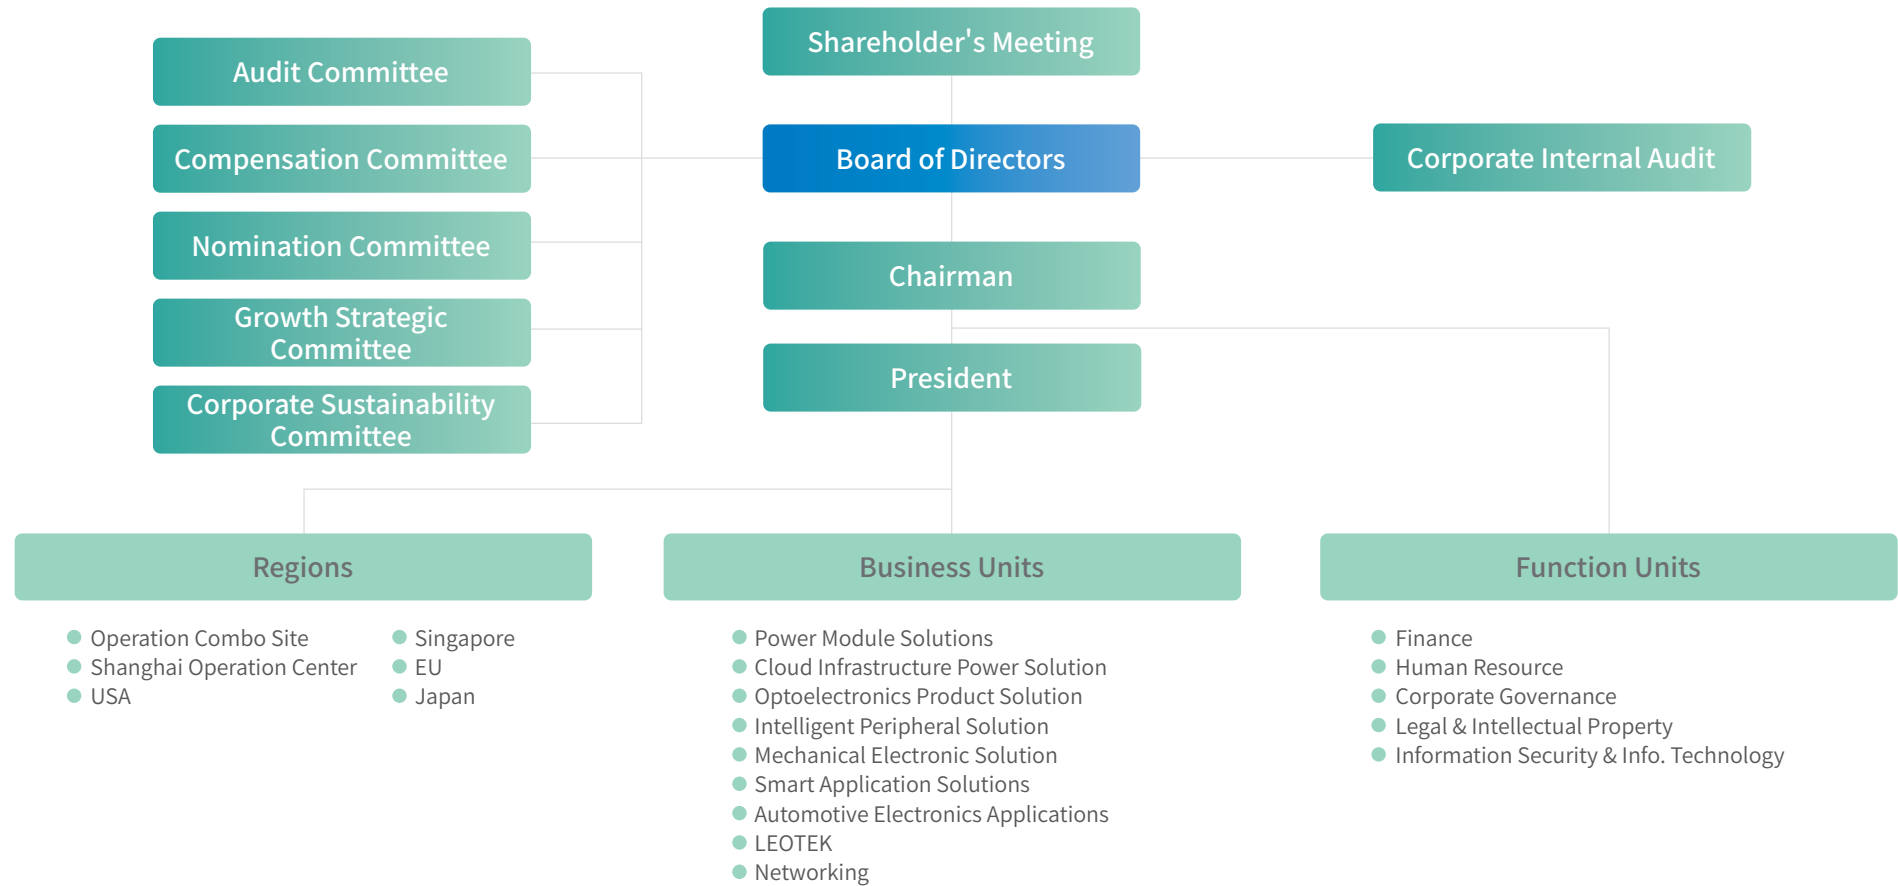 Shareholder's Meeting
Audit Committee
Compensation Committee
Nomination Committee
Growth Strategic
Committee
Corporate Sustainability
Committee
Board of Directors
Corporate Internal Audit
Chairman
President
Regions
Operation Combo Site
Shanghai Operation Center
USA
Singapore
EU
Japan
Business Units
Power Module Solutions
Cloud Infrastructure Power Solution
Optoelectronics Product Solution
Intelligent Peripheral Solution
Mechanical Electronic Solution
Smart Application Solutions
Automotive Electronics Applications
LEOTEK
Networking
Function Units
Finance
Human Resource
Corporate Governance
Legal & Intellectual Property
Information Security & Info. Technology